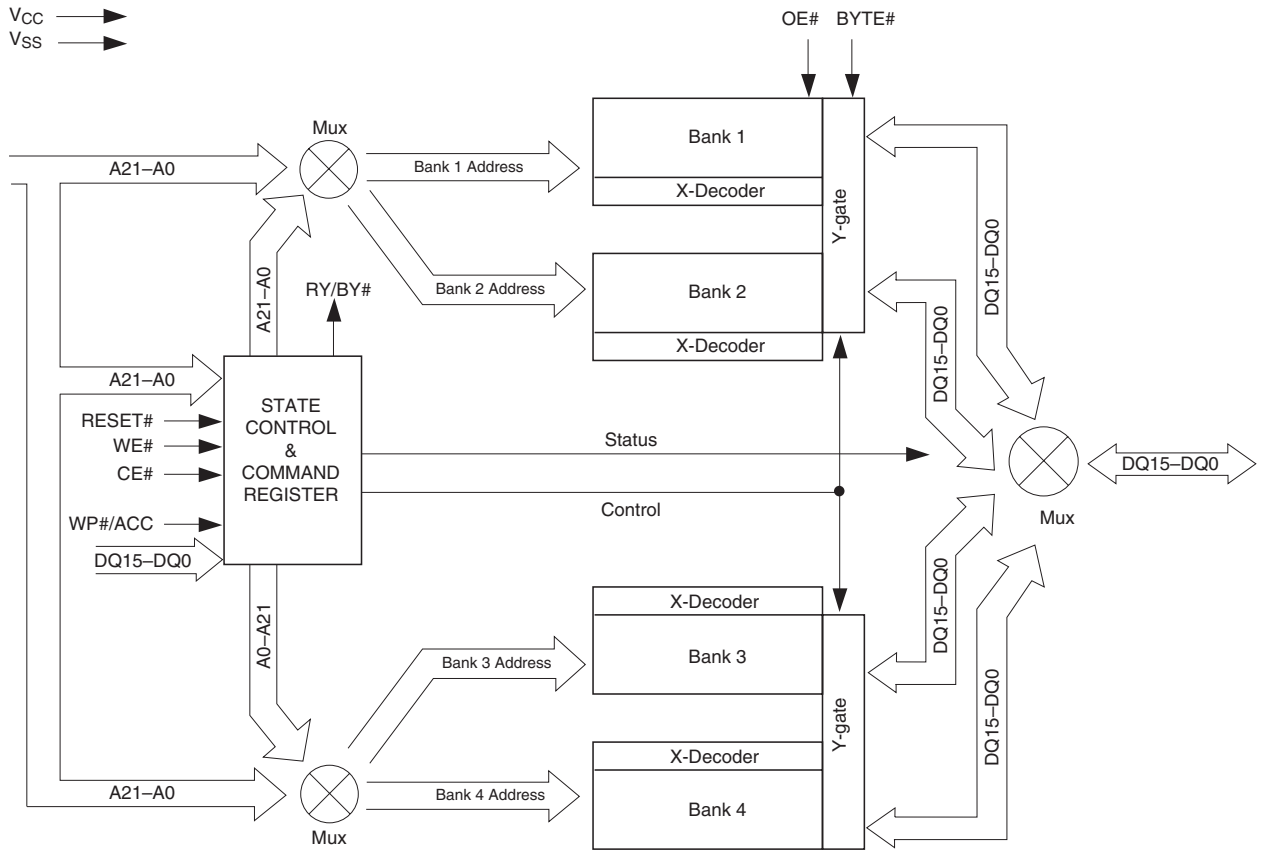 VCC
VSS
OE# BYTE#
Mux
Bank 1
A21–A0
Bank 1 Address
X-Decoder
Y-gate
DQ15–DQ0
A21–A0
RY/BY#
Bank 2 Address
Bank 2
X-Decoder
DQ15–DQ0
A21–A0
RESET#
WE#
CE#
WP#/ACC
DQ15–DQ0
STATE
CONTROL
&
COMMAND
REGISTER
Status
Control
DQ15–DQ0
Mux
A0–A21
X-Decoder
Bank 3 Address
Bank 3
Y-gate
DQ15–DQ0
DQ15–DQ0
X-Decoder
A21–A0
Bank 4 Address
Bank 4
Mux